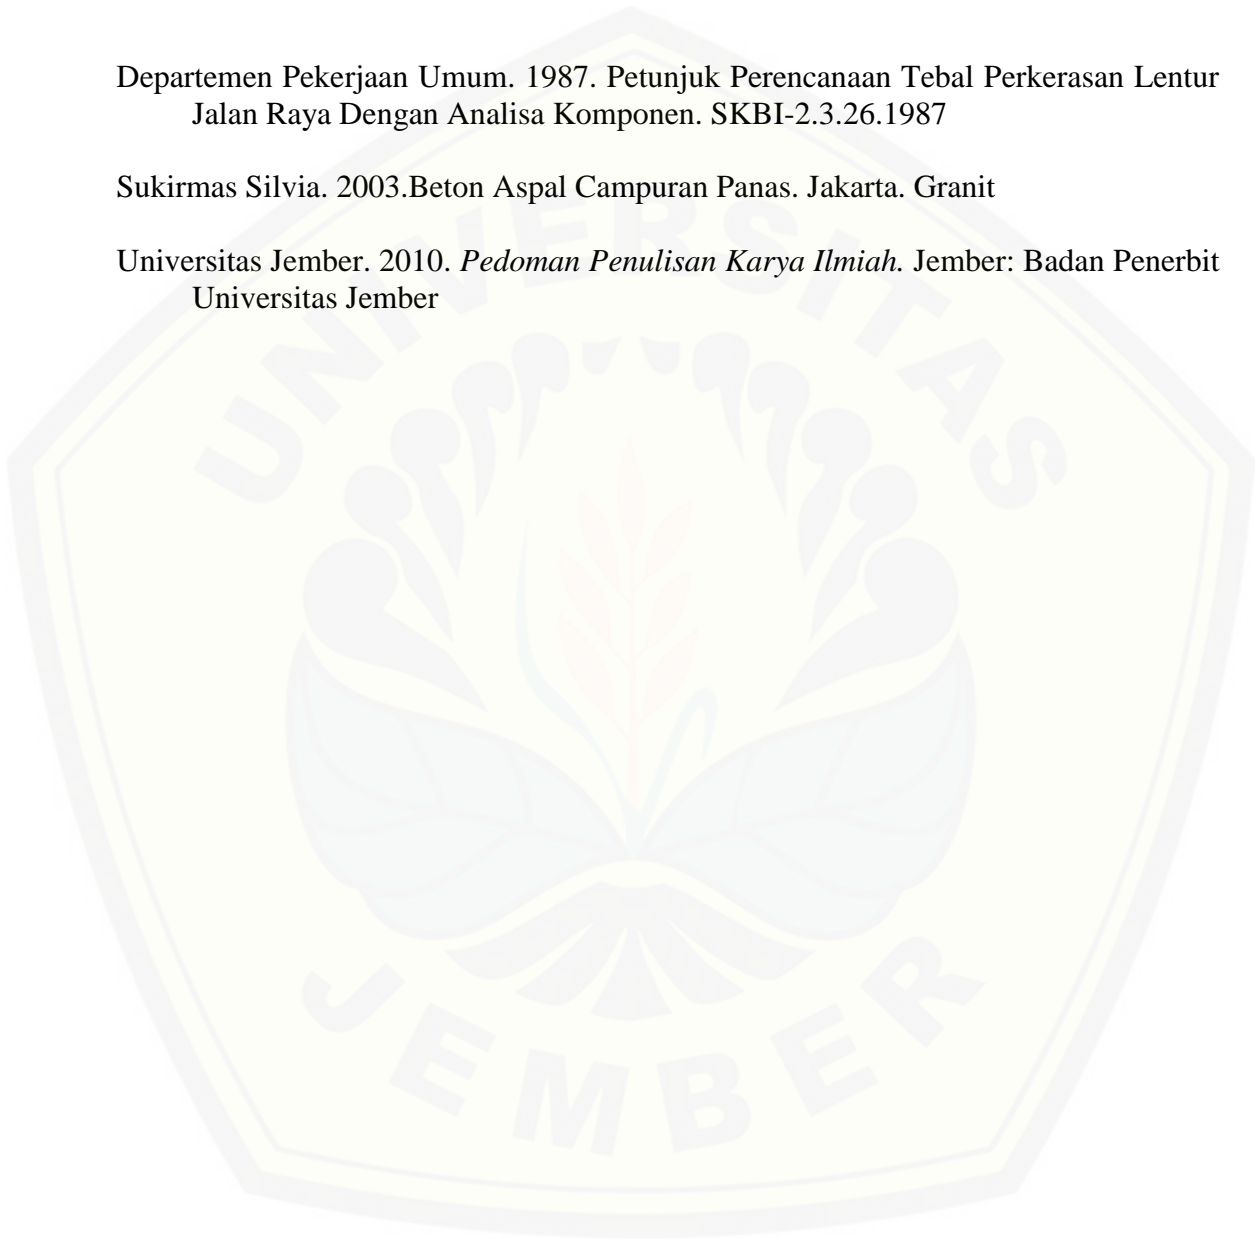 Departemen Pekerjaan Umum. 1987. Petunjuk Perencanaan Tebal Perkerasan Lentur
Jalan Raya Dengan Analisa Komponen. SKBI-2.3.26.1987
Sukirmas Silvia. 2003.Beton Aspal Campuran Panas. Jakarta. Granit
Universitas Jember. 2010. Pedoman Penulisan Karya Ilmiah. Jember: Badan Penerbit
Universitas Jember
UNIVERSITAS
JEMBER